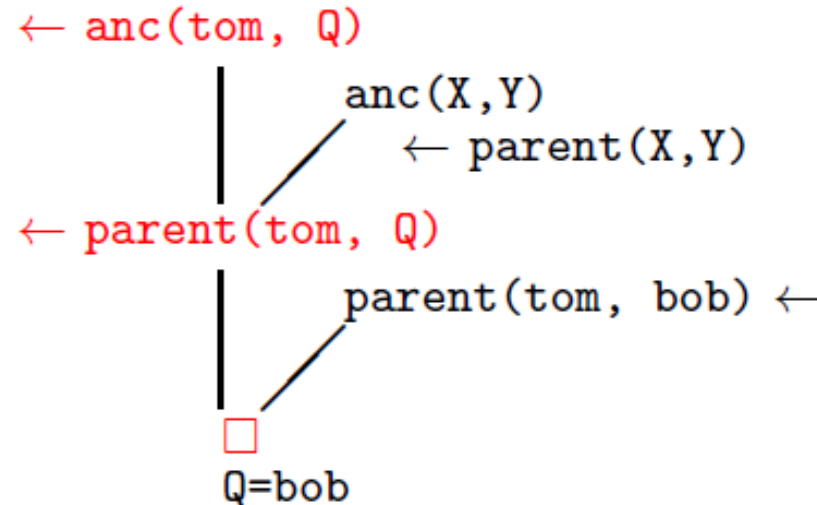 ← anc(tom, Q)
anc(X,Y)
← parent(X,Y)
← parent(tom, Q)
parent(tom, bob) ←
□
Q=bob